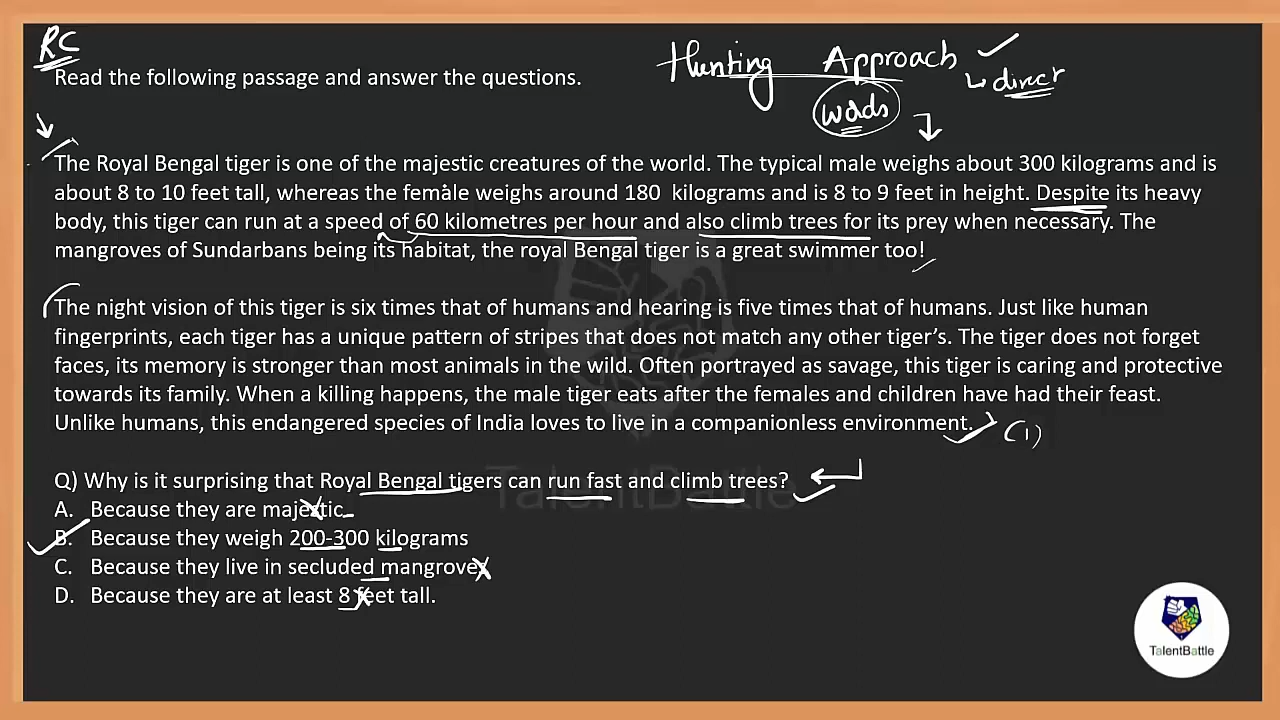 RC
Hunting Approach
↳ direct
words
Read the following passage and answer the questions.
The Royal Bengal tiger is one of the majestic creatures of the world. The typical male weighs about 300 kilograms and is
about 8 to 10 feet tall, whereas the female weighs around 180 kilograms and is 8 to 9 feet in height. Despite its heavy
body, this tiger can run at a speed of 60 kilometres per hour and also climb trees for its prey when necessary. The
mangroves of Sundarbans being its habitat, the royal Bengal tiger is a great swimmer too!
The night vision of this tiger is six times that of humans and hearing is five times that of humans. Just like human
fingerprints, each tiger has a unique pattern of stripes that does not match any other tiger's. The tiger does not forget
faces, its memory is stronger than most animals in the wild. Often portrayed as savage, this tiger is caring and protective
towards its family. When a killing happens, the male tiger eats after the females and children have had their feast.
Unlike humans, this endangered species of India loves to live in a companionless environment.
(1)
Q) Why is it surprising that Royal Bengal tigers can run fast and climb trees?
A. Because they are majestic
B. Because they weigh 200-300 kilograms
C. Because they live in secluded mangroves
D. Because they are at least 8 feet tall.
TalentBattle
TalentBattle